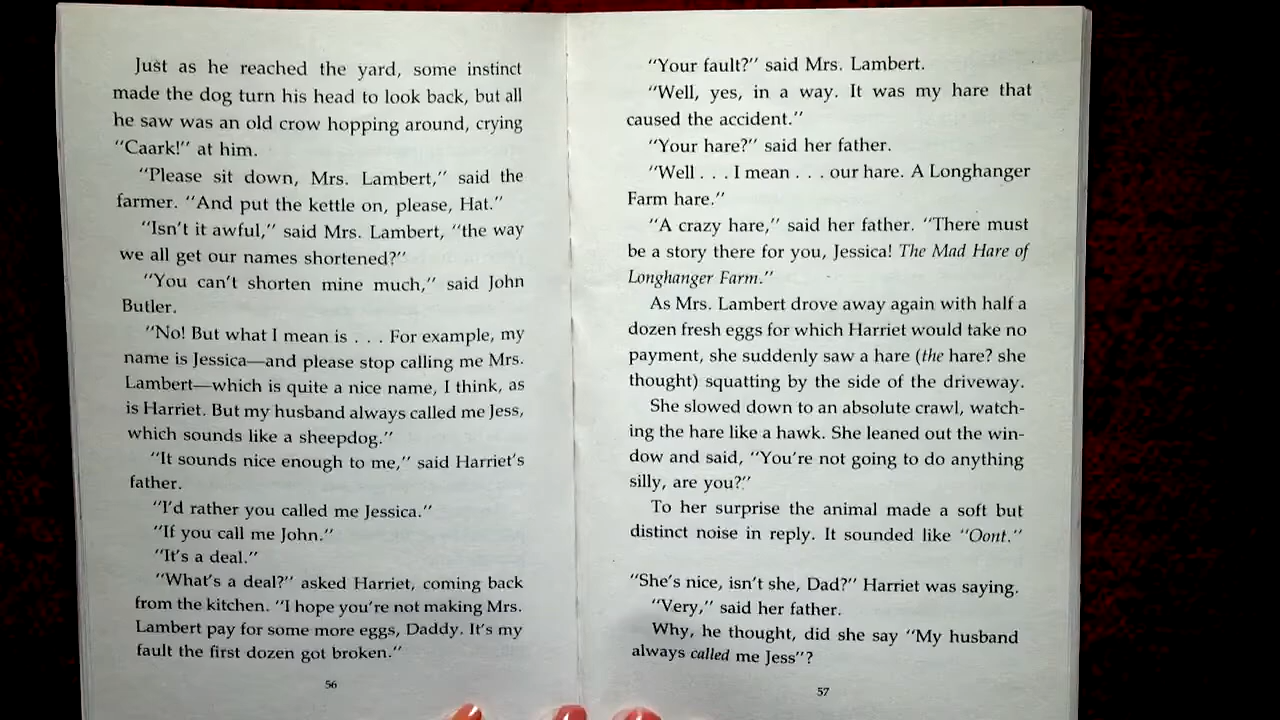 Just as he reached the yard, some instinct
made the dog turn his head to look back, but all
he saw was an old crow hopping around, crying
“Caark!” at him.
“Please sit down, Mrs. Lambert,” said the
farmer. “And put the kettle on, please, Hat.”
“Isn’t it awful,” said Mrs. Lambert, “the way
we all get our names shortened?”
“You can’t shorten mine much,” said John
Butler.
“No! But what I mean is . . . For example, my
name is Jessica—and please stop calling me Mrs.
Lambert—which is quite a nice name, I think, as
is Harriet. But my husband always called me Jess,
which sounds like a sheepdog.”
“It sounds nice enough to me,” said Harriet’s
father.
“I’d rather you called me Jessica.”
“If you call me John.”
“It’s a deal.”
“What’s a deal?” asked Harriet, coming back
from the kitchen. “I hope you’re not making Mrs.
Lambert pay for some more eggs, Daddy. It’s my
fault the first dozen got broken.”
56
“Your fault?” said Mrs. Lambert.
“Well, yes, in a way. It was my hare that
caused the accident.”
“Your hare?” said her father.
“Well . . . I mean . . . our hare. A Longhanger
Farm hare.”
“A crazy hare,” said her father. “There must
be a story there for you, Jessica! The Mad Hare of
Longhanger Farm.”
As Mrs. Lambert drove away again with half a
dozen fresh eggs for which Harriet would take no
payment, she suddenly saw a hare (the hare? she
thought) squatting by the side of the driveway.
She slowed down to an absolute crawl, watch-
ing the hare like a hawk. She leaned out the win-
dow and said, “You’re not going to do anything
silly, are you?”
To her surprise the animal made a soft but
distinct noise in reply. It sounded like “Oont.”
“She’s nice, isn’t she, Dad?” Harriet was saying.
“Very,” said her father.
Why, he thought, did she say “My husband
always called me Jess”?
57